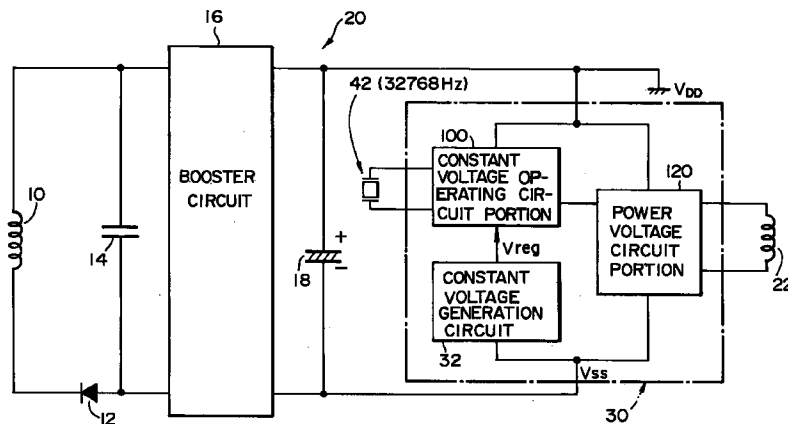 16
20
42 (32768Hz)
VDD
100
CONSTANT
VOLTAGE OP-
ERATING CIR-
CUIT PORTION
120
BOOSTER
CIRCUIT
10
14
+
18
-
Vreg
POWER
VOLTAGE
CIRCUIT
PORTION
22
CONSTANT
VOLTAGE
GENERATION
CIRCUIT
32
Vss
12
30